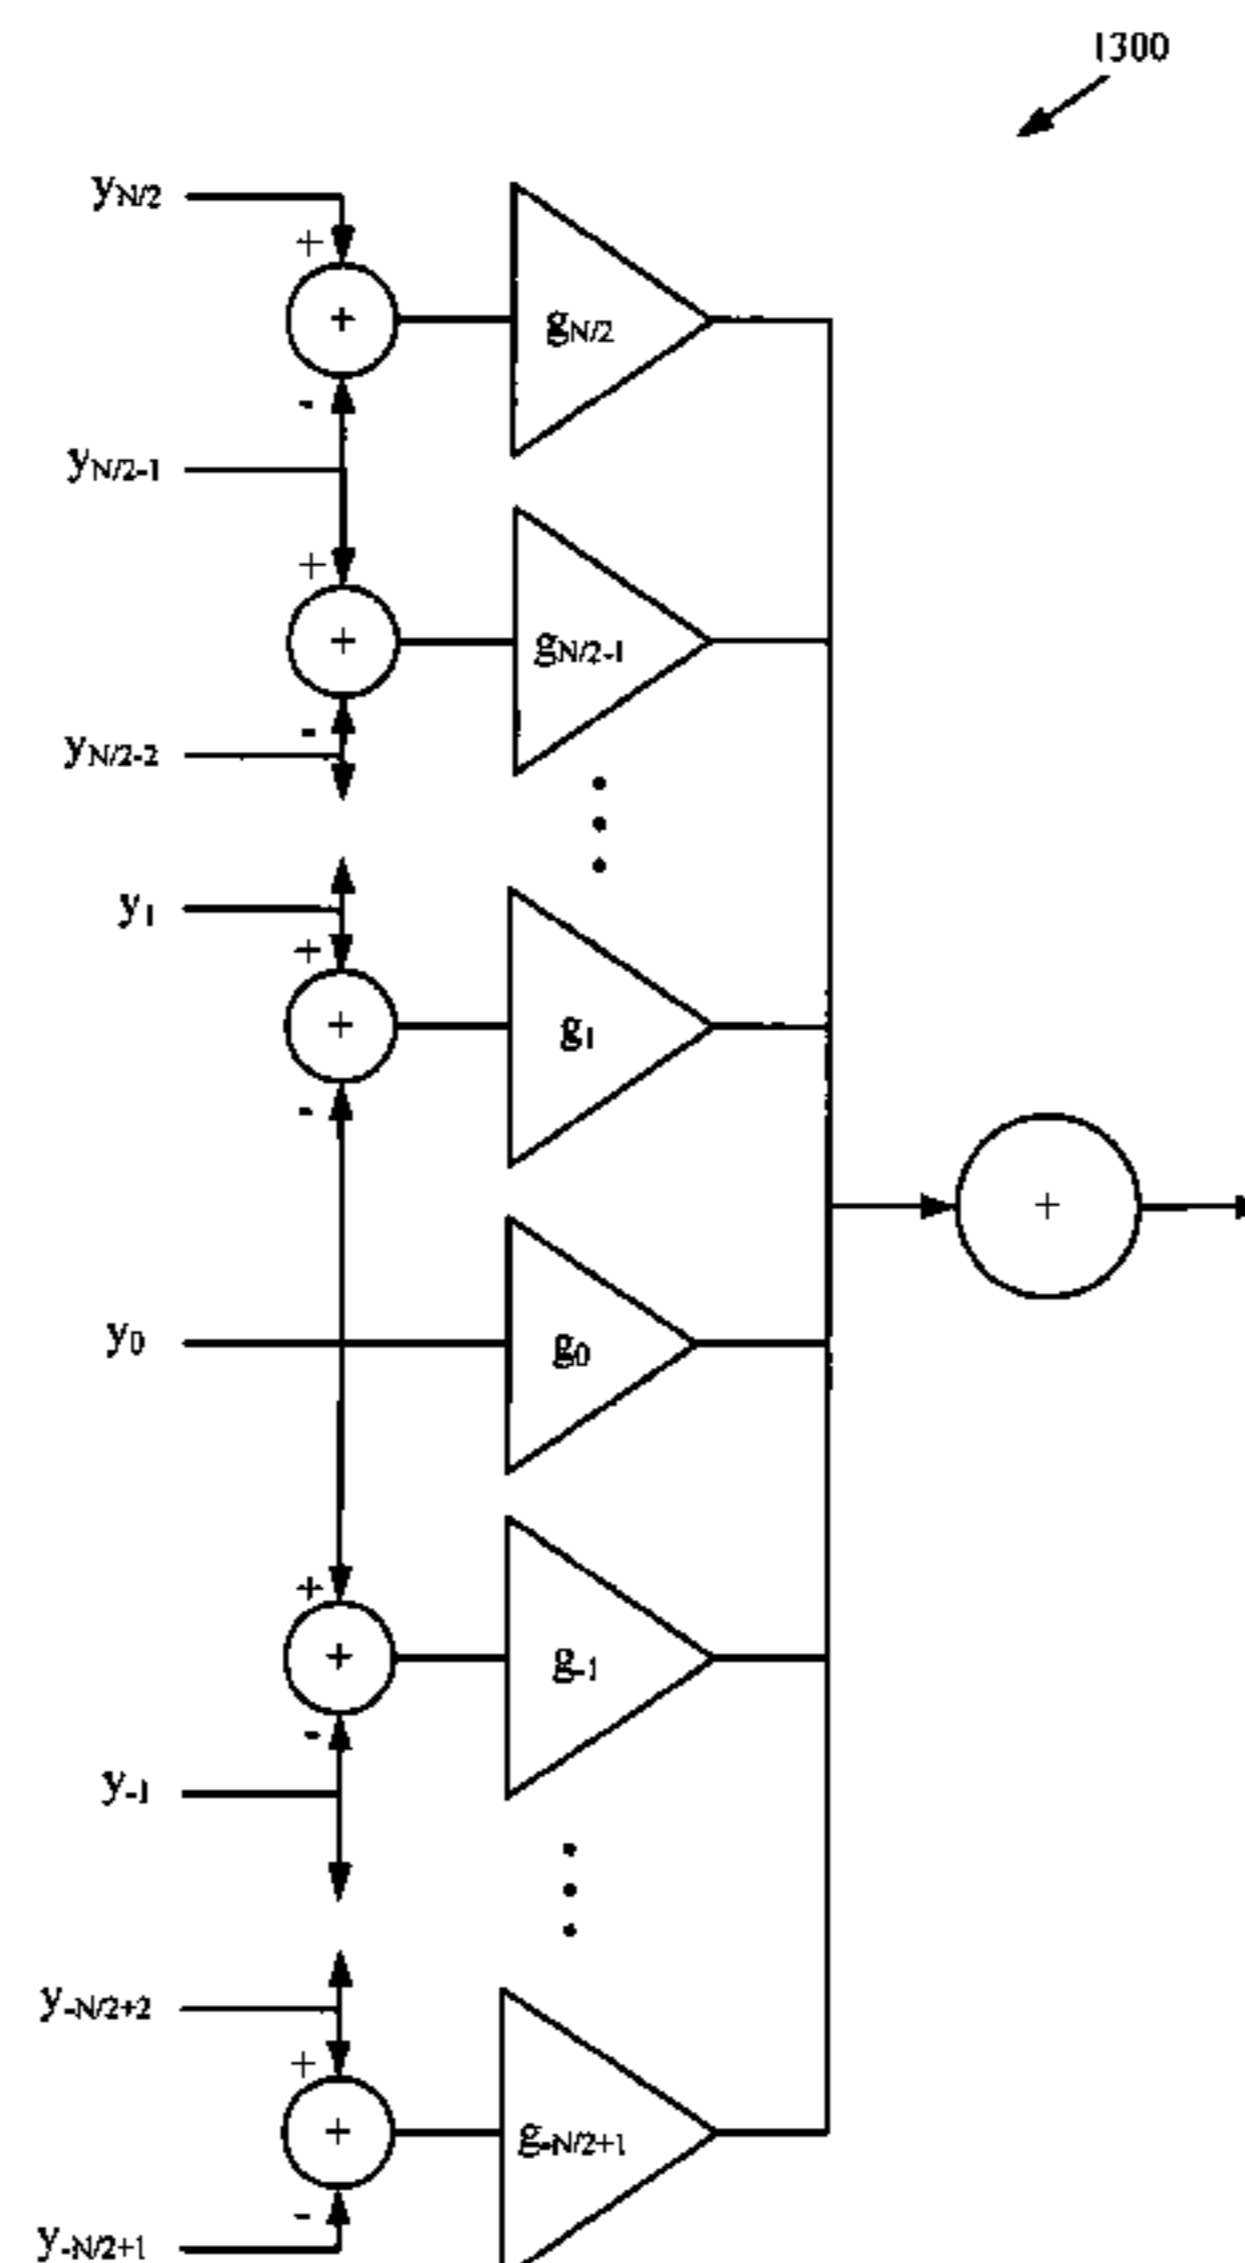 1300
yN/2
+
+
gN/2
-
yN/2-1
+
+
gN/2-1
-
yN/2-2
y1
+
+
g1
-
+
y0
g0
+
+
g-1
-
y-1
y-N/2+2
+
+
g-N/2+1
-
y-N/2+1